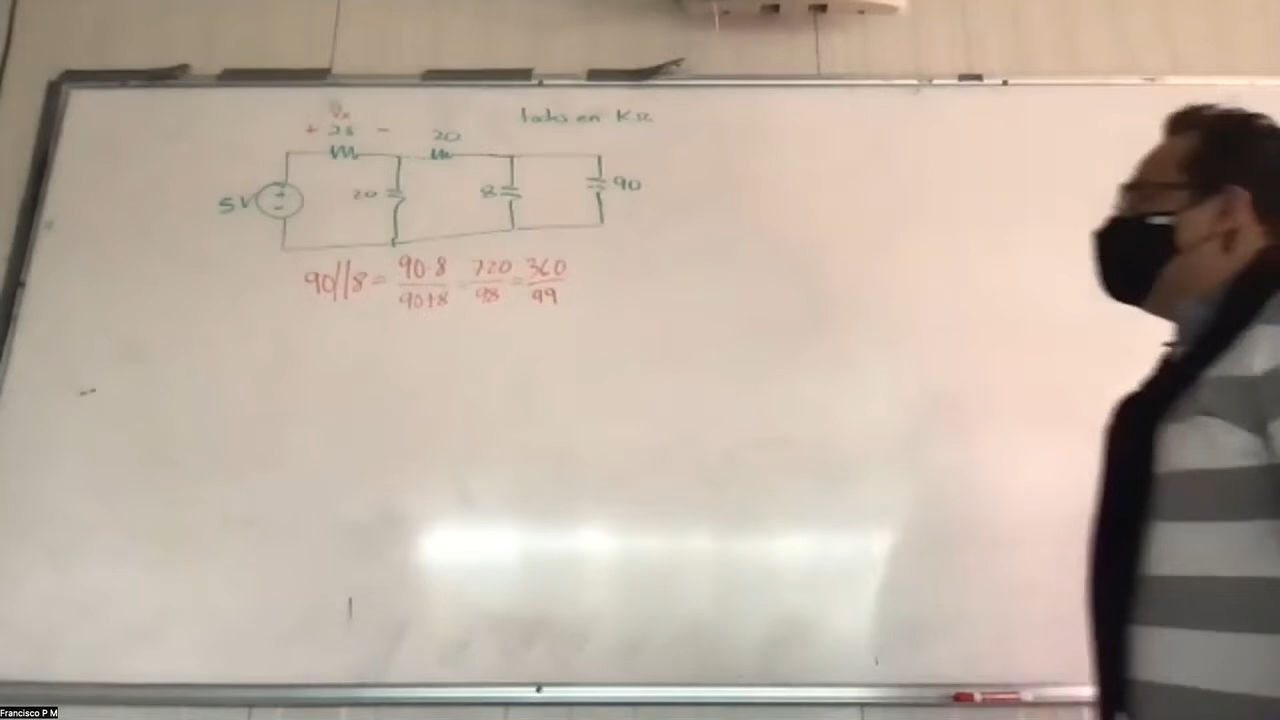 Vx
+ 28 - 20 todos en KΩ
5V + - 20 8 90
90//8 = 90·8/90+8 = 720/98 = 360/99
Francisco P M